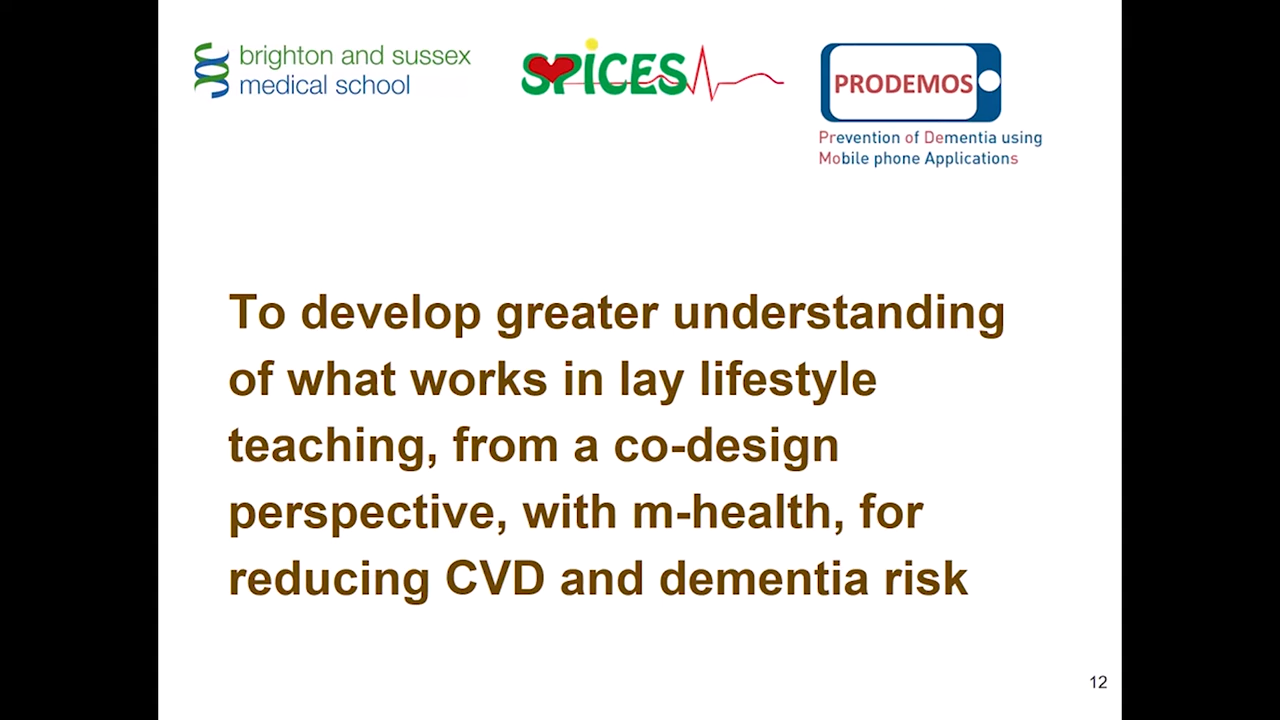 brighton and sussex
medical school
SPICES
PRODEMOS
Prevention of Dementia using
Mobile phone Applications
To develop greater understanding
of what works in lay lifestyle
teaching, from a co-design
perspective, with m-health, for
reducing CVD and dementia risk
12